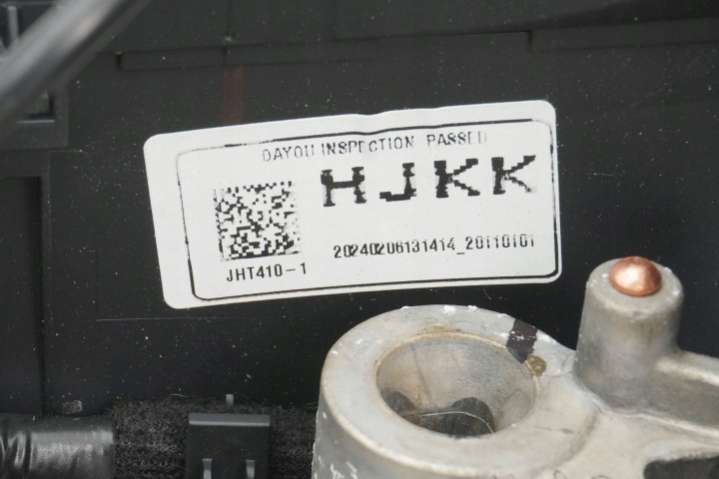 DAYOU INSPECTION PASSED
HJKK
20240206131414_20110101
JHT410-1